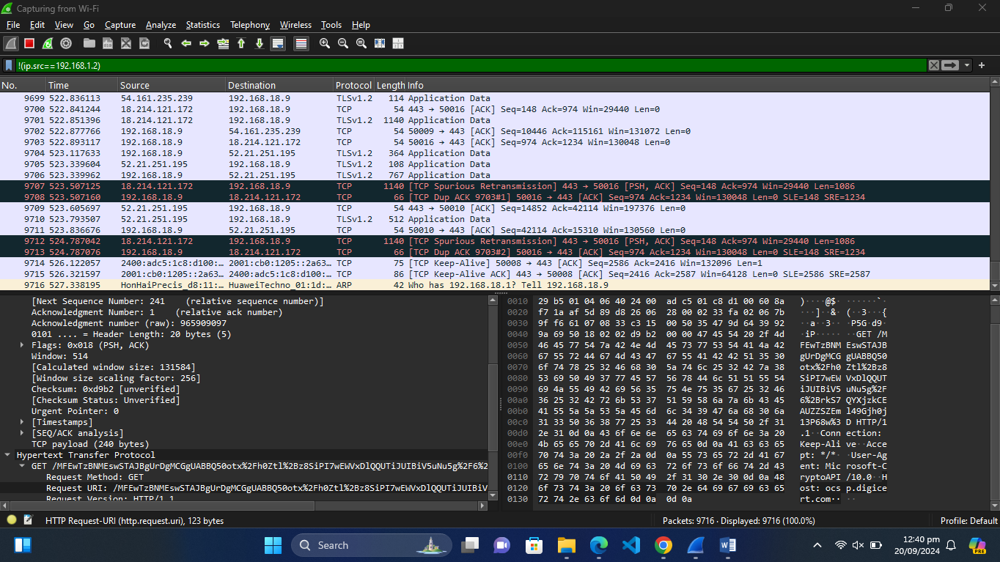 Capturing from Wi-Fi
File Edit View Go Capture Analyze Statistics Telephony Wireless Tools Help
!(ip.src==192.168.1.2)
No. Time Source Destination Protocol Length Info
9699 522.836113 54.161.235.239 192.168.18.9 TLSv1.2 114 Application Data
9700 522.841244 18.214.121.172 192.168.18.9 TCP 54 443 → 50016 [ACK] Seq=148 Ack=974 Win=29440 Len=0
9701 522.851396 18.214.121.172 192.168.18.9 TLSv1.2 1140 Application Data
9702 522.877766 192.168.18.9 54.161.235.239 TCP 54 50009 → 443 [ACK] Seq=10446 Ack=115161 Win=131072 Len=0
9703 522.893117 192.168.18.9 18.214.121.172 TCP 54 50016 → 443 [ACK] Seq=974 Ack=1234 Win=130048 Len=0
9704 523.117633 192.168.18.9 52.21.251.195 TLSv1.2 364 Application Data
9705 523.339604 52.21.251.195 192.168.18.9 TLSv1.2 108 Application Data
9706 523.339962 192.168.18.9 52.21.251.195 TLSv1.2 767 Application Data
9707 523.507125 18.214.121.172 192.168.18.9 TCP 1140 [TCP Spurious Retransmission] 443 → 50016 [PSH, ACK] Seq=148 Ack=974 Win=29440 Len=1086
9708 523.507160 192.168.18.9 18.214.121.172 TCP 66 [TCP Dup ACK 9703#1] 50016 → 443 [ACK] Seq=974 Ack=1234 Win=130048 Len=0 SLE=148 SRE=1234
9709 523.605697 52.21.251.195 192.168.18.9 TCP 54 443 → 50010 [ACK] Seq=14852 Ack=42114 Win=197376 Len=0
9710 523.793507 52.21.251.195 192.168.18.9 TLSv1.2 512 Application Data
9711 523.836676 192.168.18.9 52.21.251.195 TCP 54 50010 → 443 [ACK] Seq=42114 Ack=15310 Win=130560 Len=0
9712 524.787042 18.214.121.172 192.168.18.9 TCP 1140 [TCP Spurious Retransmission] 443 → 50016 [PSH, ACK] Seq=148 Ack=974 Win=29440 Len=1086
9713 524.787076 192.168.18.9 18.214.121.172 TCP 66 [TCP Dup ACK 9703#2] 50016 → 443 [ACK] Seq=974 Ack=1234 Win=130048 Len=0 SLE=148 SRE=1234
9714 526.122057 2400:adc5:1c8:d100:… 2001:cb0:1205::2a63… TCP 75 [TCP Keep-Alive] 50008 → 443 [ACK] Seq=2586 Ack=2416 Win=132096 Len=1
9715 526.321597 2001:cb0:1205::2a63… 2400:adc5:1c8:d100:… TCP 86 [TCP Keep-Alive ACK] 443 → 50008 [ACK] Seq=2416 Ack=2587 Win=64128 Len=0 SLE=2586 SRE=2587
9716 527.338195 HonHaiPrecis_d8:11:… HuaweiTechno_01:1d:… ARP 42 Who has 192.168.18.1? Tell 192.168.18.9
[Next Sequence Number: 241 (relative sequence number)]
Acknowledgment Number: 1 (relative ack number)
Acknowledgment number (raw): 965909097
0101 .... = Header Length: 20 bytes (5)
Flags: 0x018 (PSH, ACK)
Window: 514
[Calculated window size: 131584]
[Window size scaling factor: 256]
Checksum: 0xd9b2 [unverified]
[Checksum Status: Unverified]
Urgent Pointer: 0
[Timestamps]
[SEQ/ACK analysis]
TCP payload (240 bytes)
Hypertext Transfer Protocol
GET /MFEwTzBNMEswSTAJBgUrDgMCGgUABBQ50otx%2Fh0Ztl%2Bz8SiPI7wEWVxDlQQUTiJUIBiV5uNu5g%2F6%2
Request Method: GET
Request URI: /MFEwTzBNMEswSTAJBgUrDgMCGgUABBQ50otx%2Fh0Ztl%2Bz8SiPI7wEWVxDlQQUTiJUIBiV
Request Version: HTTP/1.1
0010 29 b5 01 04 06 40 24 00 ad c5 01 c8 d1 00 60 8a )····@$· ······`·
0020 f7 1a af 5d 89 d8 26 06 28 00 02 33 fa 02 06 7b ···]··&· (··3···{
0030 9f f6 61 07 08 33 c3 15 00 50 35 47 9d 64 39 92 ··a··3·· ·P5G·d9·
0040 9a 69 50 18 02 02 d9 b2 00 00 47 45 54 20 2f 4d ·iP····· ··GET /M
0050 46 45 77 54 7a 42 4e 4d 45 73 77 53 54 41 4a 42 FEwTzBNM EswSTAJB
0060 67 55 72 44 67 4d 43 47 67 55 41 42 42 51 35 30 gUrDgMCG gUABBQ50
0070 6f 74 78 25 32 46 68 30 5a 74 6c 25 32 42 7a 38 otx%2Fh0 Ztl%2Bz8
0080 53 69 50 49 37 77 45 57 56 78 44 6c 51 51 55 54 SiPI7wEW VxDlQQUT
0090 69 4a 55 49 42 69 56 35 75 4e 75 35 67 25 32 46 iJUIBiV5 uNu5g%2F
00a0 36 25 32 42 72 6b 53 37 51 59 58 6a 7a 6b 43 45 6%2BrkS7 QYXjzkCE
00b0 41 55 5a 5a 53 5a 45 6d 6c 34 39 47 6a 68 30 6a AUZZSZEm l49Gjh0j
00c0 31 33 50 36 38 77 25 33 44 20 48 54 54 50 2f 31 13P68w%3 D HTTP/1
00d0 2e 31 0d 0a 43 6f 6e 6e 65 63 74 69 6f 6e 3a 20 .1··Conn ection:
00e0 4b 65 65 70 2d 41 6c 69 76 65 0d 0a 41 63 63 65 Keep-Ali ve··Acce
00f0 70 74 3a 20 2a 2f 2a 0d 0a 55 73 65 72 2d 41 67 pt: */*· ·User-Ag
0100 65 6e 74 3a 20 4d 69 63 72 6f 73 6f 66 74 2d 43 ent: Mic rosoft-C
0110 72 79 70 74 6f 41 50 49 2f 31 30 2e 30 0d 0a 48 ryptoAPI /10.0··H
0120 6f 73 74 3a 20 6f 63 73 70 2e 64 69 67 69 63 65 ost: ocs p.digice
0130 72 74 2e 63 6f 6d 0d 0a 0d 0a rt.com·· ··
HTTP Request-URI (http.request.uri), 123 bytes Packets: 9716 · Displayed: 9716 (100.0%) Profile: Default
Search
PRE
12:40 pm
20/09/2024